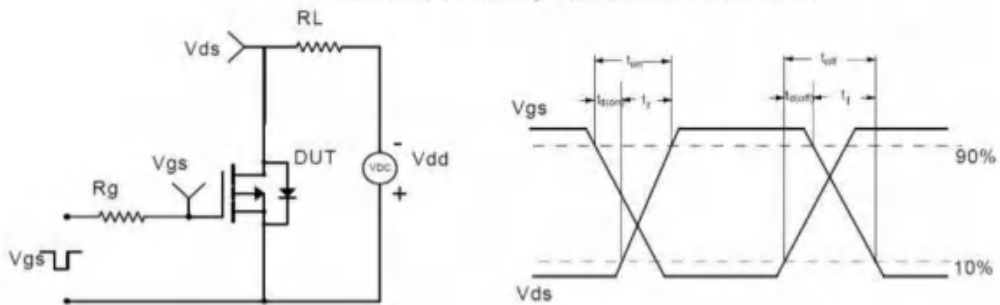 RL
Vds
DUT
Vgs
Rg
VDC
-
Vdd
+
Vgs
ton
toff
td(on)
tr
td(off)
tf
Vgs
90%
10%
Vds